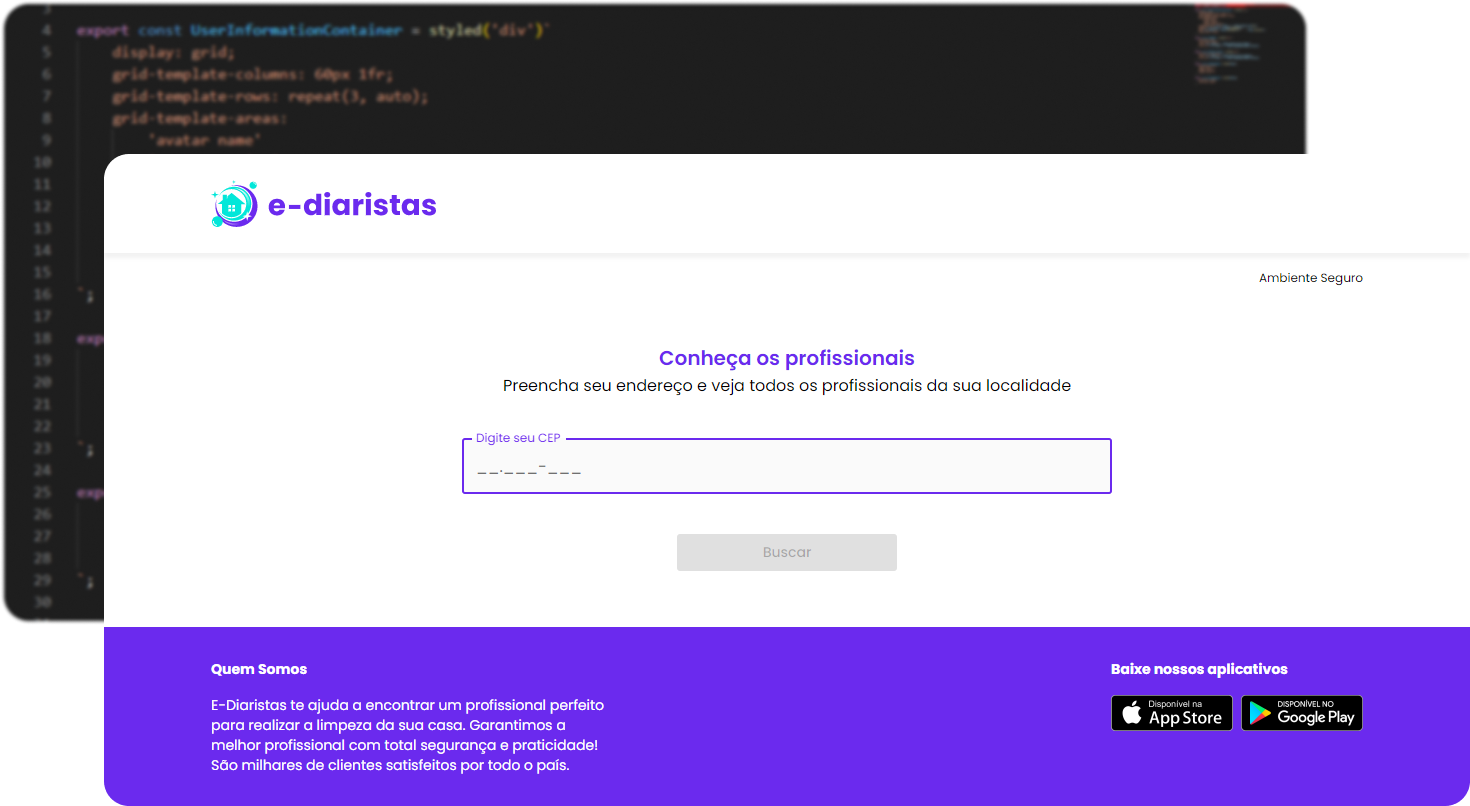 3
4 export const UserInformationContainer = styled('div')`
5 display: grid;
6 grid-template-columns: 60px 1fr;
7 grid-template-rows: repeat(3, auto);
8 grid-template-areas:
9 'avatar name'
10
11
12
13
14
15
16 `;
17
18 exp
19
20
21
22
23 `;
24
25 exp
26
27
28
29 `;
30
e-diaristas
Ambiente Seguro
Conheça os profissionais
Preencha seu endereço e veja todos os profissionais da sua localidade
Digite seu CEP
__.___-___
Buscar
Quem Somos
E-Diaristas te ajuda a encontrar um profissional perfeito
para realizar a limpeza da sua casa. Garantimos a
melhor profissional com total segurança e praticidade!
São milhares de clientes satisfeitos por todo o país.
Baixe nossos aplicativos
Disponível na
App Store
DISPONÍVEL NO
Google Play